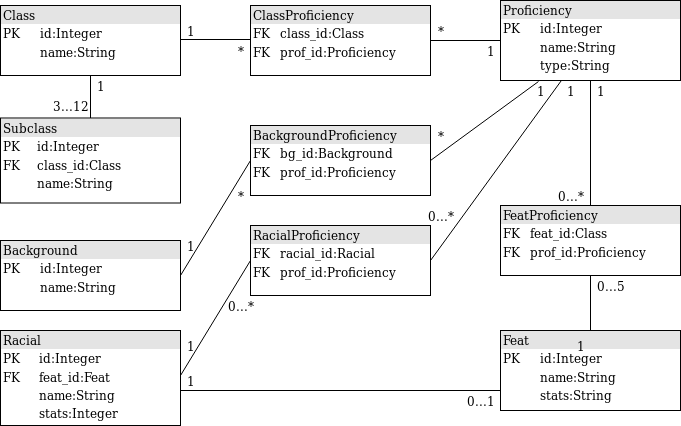 Class
PK id:Integer
name:String
1
*
ClassProficiency
FK class_id:Class
FK prof_id:Proficiency
*
1
Proficiency
PK id:Integer
name:String
type:String
1
3...12
Subclass
PK id:Integer
FK class_id:Class
name:String
BackgroundProficiency
FK bg_id:Background
FK prof_id:Proficiency
*
1
1
1
*
1
Background
PK id:Integer
name:String
RacialProficiency
FK racial_id:Racial
FK prof_id:Proficiency
0...*
0...*
FeatProficiency
FK feat_id:Class
FK prof_id:Proficiency
0...5
0...*
1
Racial
PK id:Integer
FK feat_id:Feat
name:String
stats:Integer
1
0...1
Feat
1
PK id:Integer
name:String
stats:String